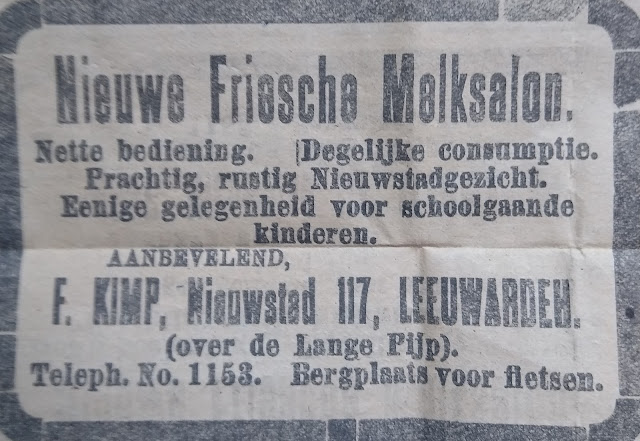 Nieuwe Friesche Melksalon.
Nette bediening. Degelijke consumptie.
Prachtig, rustig Nieuwstadgezicht.
Eenige gelegenheid voor schoolgaande
kinderen.
AANBEVELEND,
F. KIMP, Nieuwstad 117, LEEUWARDEN.
(over de Lange Pijp).
Teleph. No. 1153. Bergplaats voor fietsen.